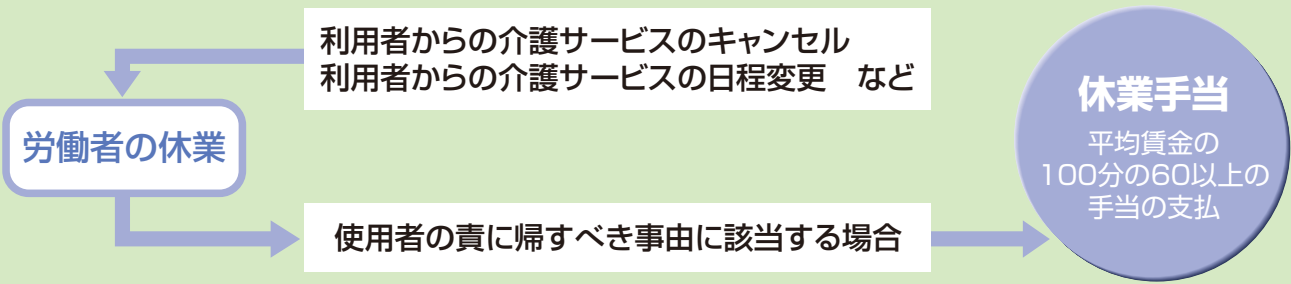 利用者からの介護サービスのキャンセル
利用者からの介護サービスの日程変更　など
労働者の休業
使用者の責に帰すべき事由に該当する場合
休業手当
平均賃金の
100分の60以上の
手当の支払